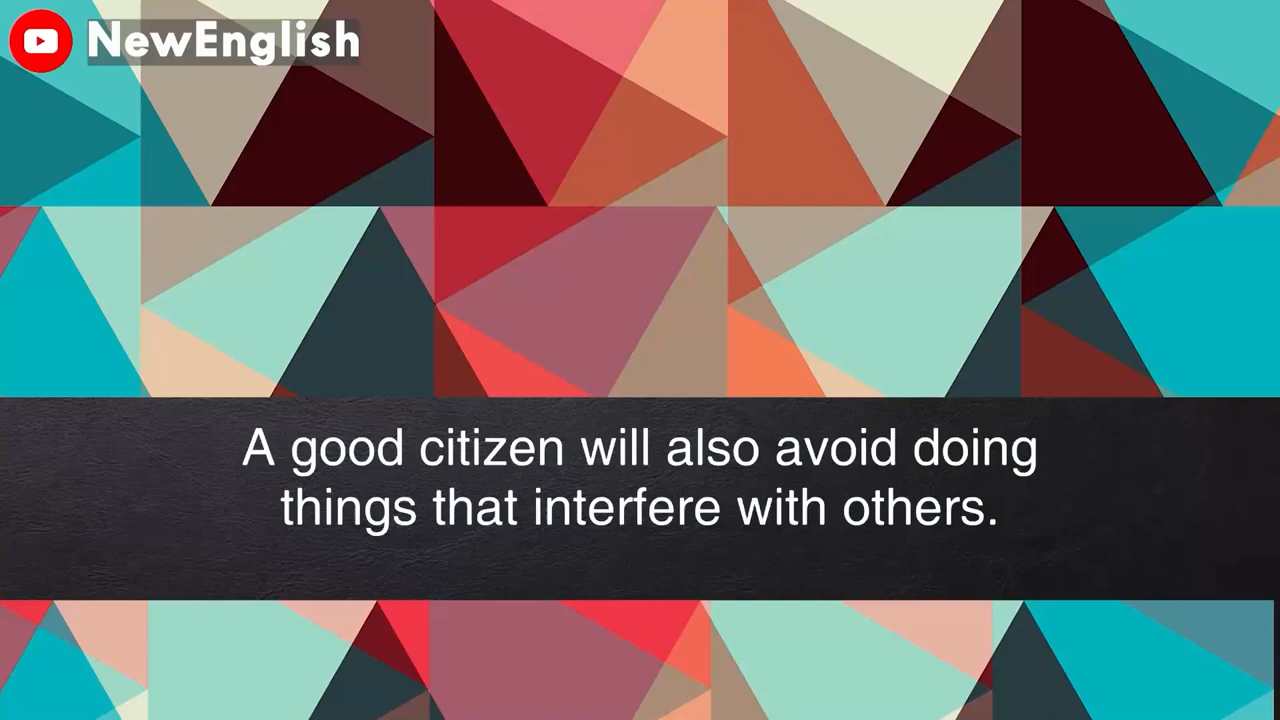 NewEnglish
A good citizen will also avoid doing
things that interfere with others.